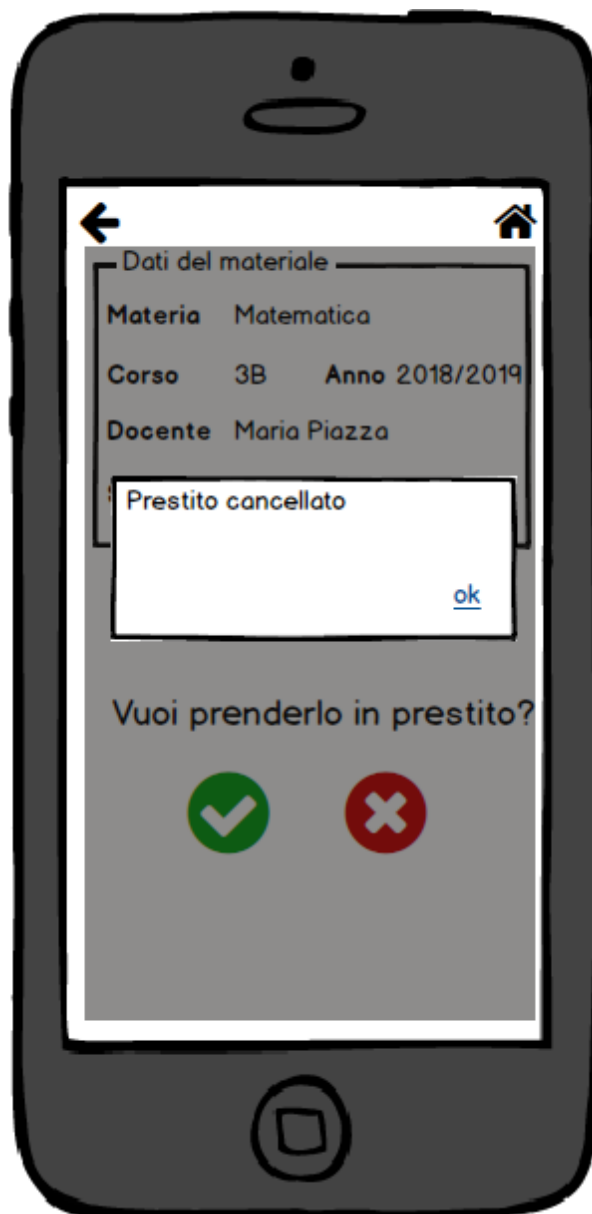 Dati del materiale
Materia Matematica
Corso 3B Anno 2018/2019
Docente Maria Piazza
Prestito cancellato
ok
Vuoi prenderlo in prestito?